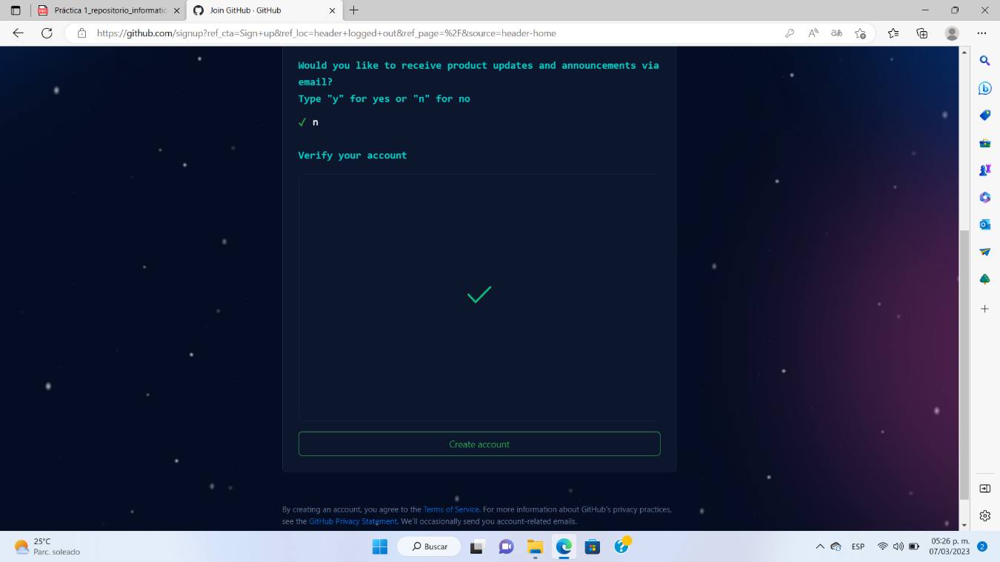 Práctica 1_repositorio_informatic
Join GitHub · GitHub
https://github.com/signup?ref_cta=Sign+up&ref_loc=header+logged+out&ref_page=%2F&source=header-home
Would you like to receive product updates and announcements via
email?
Type "y" for yes or "n" for no
✓ n
Verify your account
Create account
By creating an account, you agree to the Terms of Service. For more information about GitHub's privacy practices,
see the GitHub Privacy Statement. We'll occasionally send you account-related emails.
25°C
Parc. soleado
Buscar
ESP
05:26 p. m.
07/03/2023
2